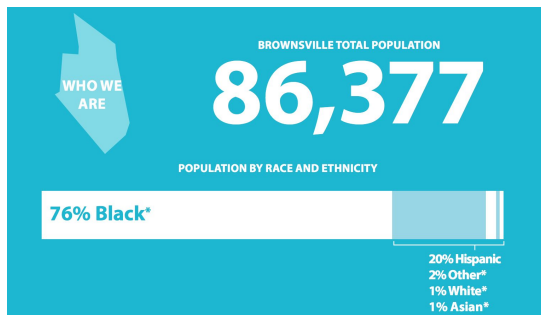 WHO WE
ARE
BROWNSVILLE TOTAL POPULATION
86,377
POPULATION BY RACE AND ETHNICITY
76% Black*
20% Hispanic
2% Other*
1% White*
1% Asian*